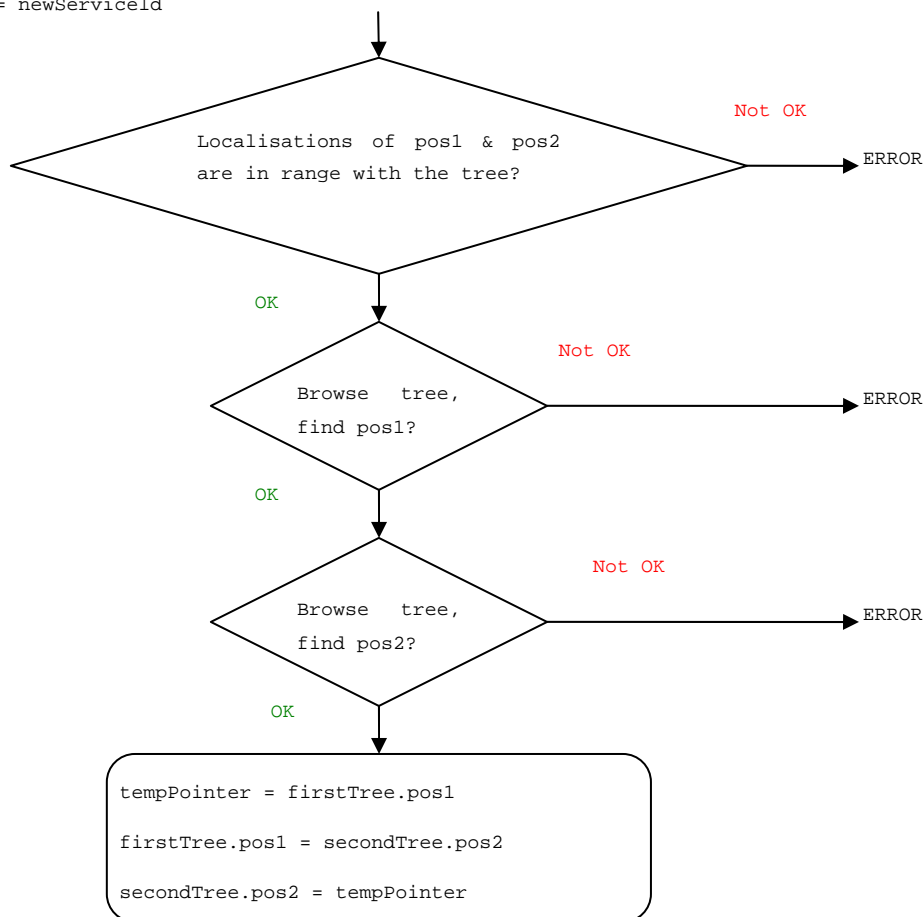 = newServiceId
Not OK
Localisations of pos1 & pos2
are in range with the tree?
ERROR
OK
Not OK
Browse tree,
find pos1?
ERROR
OK
Not OK
Browse tree,
find pos2?
ERROR
OK
tempPointer = firstTree.pos1
firstTree.pos1 = secondTree.pos2
secondTree.pos2 = tempPointer